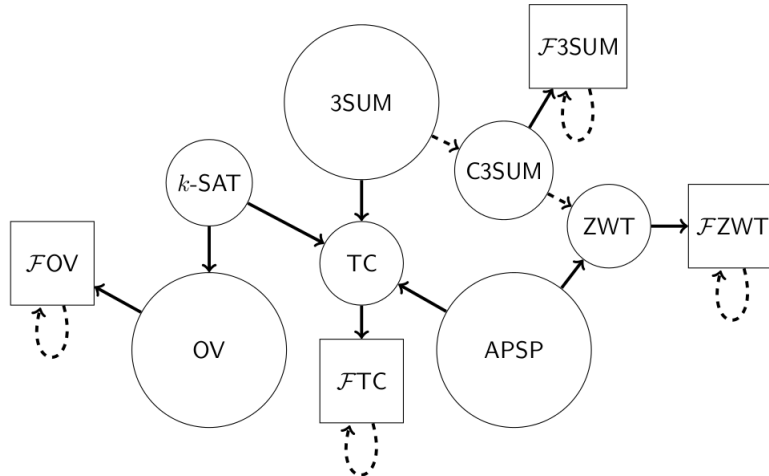 ℱ3SUM
3SUM
C3SUM
k-SAT
ZWT
ℱZWT
ℱOV
TC
OV
APSP
ℱTC